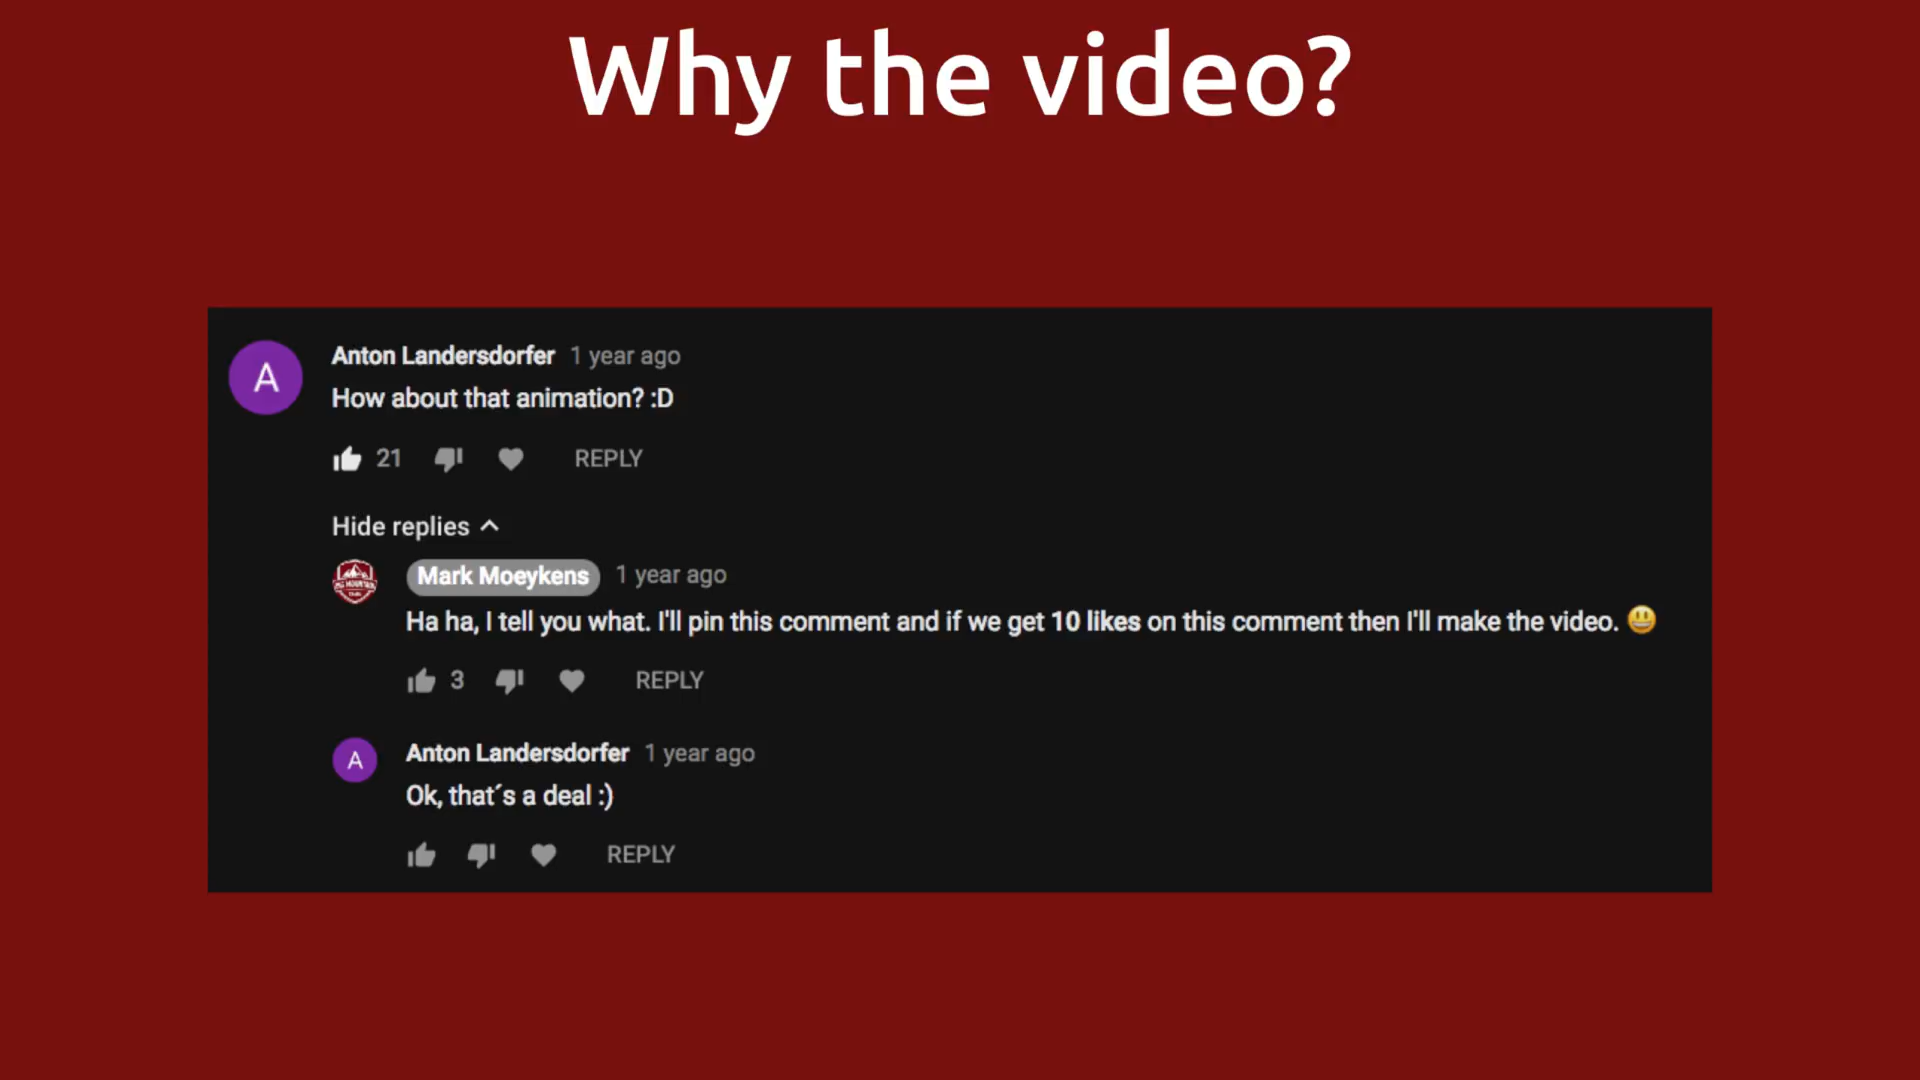 Why the video?
A
Anton Landersdorfer 1 year ago
How about that animation? :D
21 REPLY
Hide replies
Mark Moeykens 1 year ago
Ha ha, I tell you what. I'll pin this comment and if we get 10 likes on this comment then I'll make the video. 😃
3 REPLY
A
Anton Landersdorfer 1 year ago
Ok, that´s a deal :)
REPLY